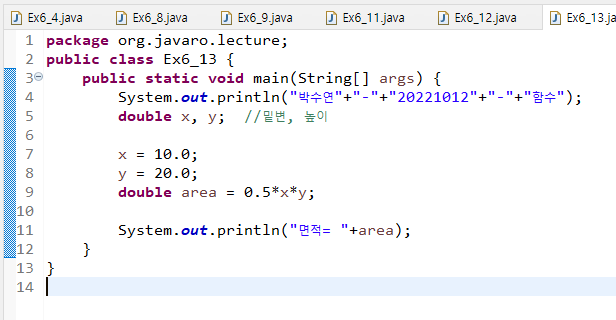 Ex6_4.java Ex6_8.java Ex6_9.java Ex6_11.java Ex6_12.java Ex6_13.ja
1 package org.javaro.lecture;
2 public class Ex6_13 {
3 public static void main(String[] args) {
4 System.out.println("박수연"+"-"+"20221012"+"-"+"함수");
5 double x, y; //밑변, 높이
6
7 x = 10.0;
8 y = 20.0;
9 double area = 0.5*x*y;
10
11 System.out.println("면적= "+area);
12 }
13 }
14